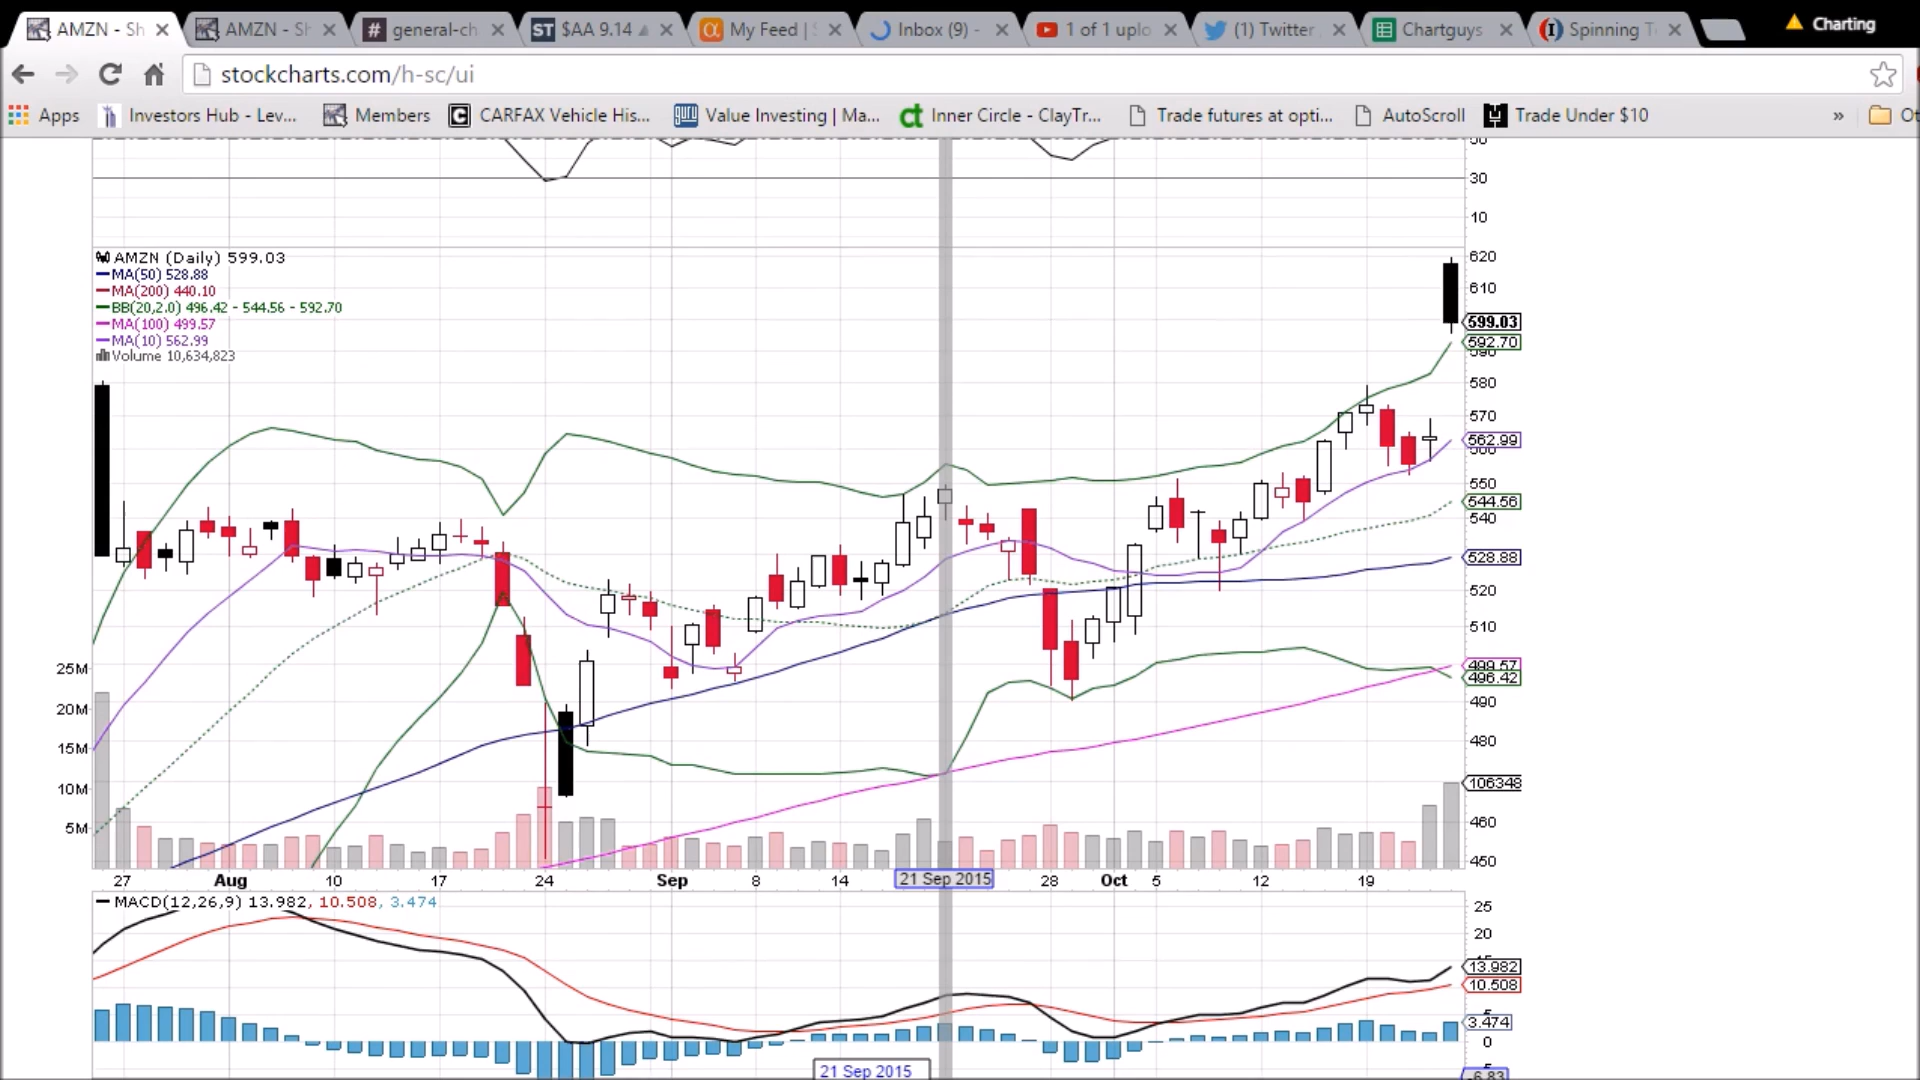 AMZN - Sh
AMZN - Sh
general-ch
ST $AA 9.14
My Feed |
Inbox (9) -
1 of 1 uplo
(1) Twitter
Chartguys
Spinning T
Charting
stockcharts.com/h-sc/ui
Apps
Investors Hub - Lev...
Members
CARFAX Vehicle His...
Value Investing | Ma...
Inner Circle - ClayTr...
Trade futures at opti...
AutoScroll
Trade Under $10
»
Ot
30
10
AMZN (Daily) 599.03
MA(50) 528.88
MA(200) 440.10
BB(20,2.0) 496.42 - 544.56 - 592.70
MA(100) 499.57
MA(10) 562.99
Volume 10,634,823
620
610
599.03
592.70
590
580
570
562.99
560
550
544.56
540
528.88
520
510
499.57
496.42
490
480
106348
460
450
25M
20M
15M
10M
5M
27
Aug
10
17
24
Sep
8
14
21 Sep 2015
28
Oct
5
12
19
MACD(12,26,9) 13.982, 10.508, 3.474
25
20
13.982
10.508
3.474
0
-6.83
21 Sep 2015